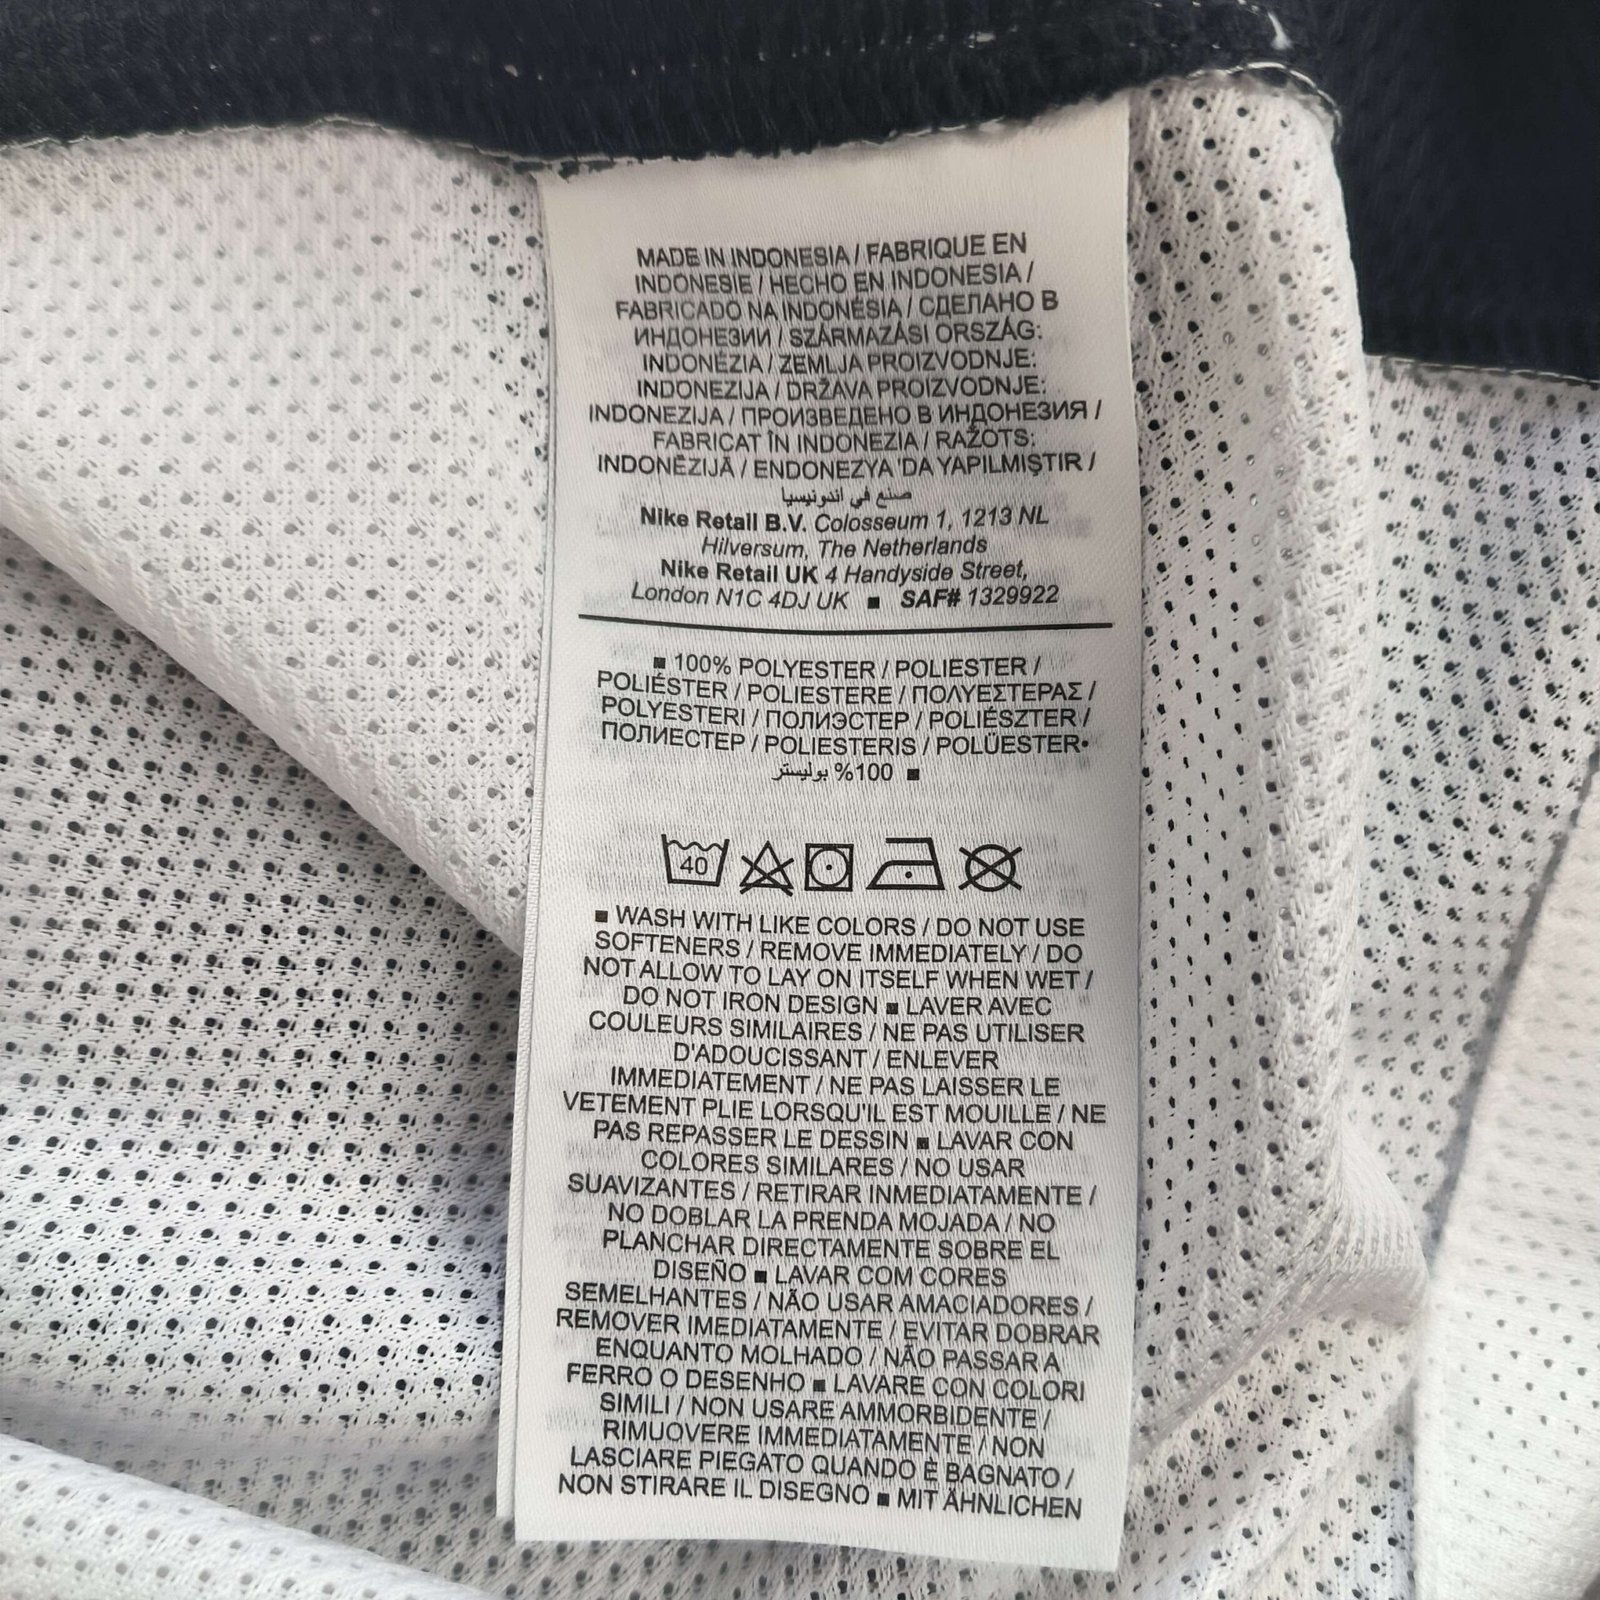 MADE IN INDONESIA / FABRIQUE EN
INDONESIE / HECHO EN INDONESIA /
FABRICADO NA INDONÉSIA / СДЕЛАНО В
ИНДОНЕЗИИ / SZÁRMAZÁSI ORSZÁG:
INDONÉZIA / ZEMLJA PROIZVODNJE:
INDONEZIJA / DRŽAVA PROIZVODNJE:
INDONEZIJA / ПРОИЗВЕДЕНО В ИНДОНЕЗИЯ /
FABRICAT ÎN INDONEZIA / RAŽOTS:
INDONĒZIJĀ / ENDONEZYA'DA YAPILMIŞTIR /
صنع في اندونيسيا
Nike Retail B.V. Colosseum 1, 1213 NL
Hilversum, The Netherlands
Nike Retail UK 4 Handyside Street,
London N1C 4DJ UK ■ SAF# 1329922
■ 100% POLYESTER / POLIESTER /
POLIÉSTER / POLIESTERE / ΠΟΛΥΕΣΤΕΡΑΣ /
POLYESTERI / ПОЛИЭСТЕР / POLIÉSZTER /
ПОЛИЕСТЕР / POLIESTERIS / POLÜESTER•
■ 100% بوليستر
40
■ WASH WITH LIKE COLORS / DO NOT USE
SOFTENERS / REMOVE IMMEDIATELY / DO
NOT ALLOW TO LAY ON ITSELF WHEN WET /
DO NOT IRON DESIGN ■ LAVER AVEC
COULEURS SIMILAIRES / NE PAS UTILISER
D'ADOUCISSANT / ENLEVER
IMMEDIATEMENT / NE PAS LAISSER LE
VETEMENT PLIE LORSQU'IL EST MOUILLE / NE
PAS REPASSER LE DESSIN ■ LAVAR CON
COLORES SIMILARES / NO USAR
SUAVIZANTES / RETIRAR INMEDIATAMENTE /
NO DOBLAR LA PRENDA MOJADA / NO
PLANCHAR DIRECTAMENTE SOBRE EL
DISEÑO ■ LAVAR COM CORES
SEMELHANTES / NÃO USAR AMACIADORES /
REMOVER IMEDIATAMENTE / EVITAR DOBRAR
ENQUANTO MOLHADO / NÃO PASSAR A
FERRO O DESENHO ■ LAVARE CON COLORI
SIMILI / NON USARE AMMORBIDENTE /
RIMUOVERE IMMEDIATAMENTE / NON
LASCIARE PIEGATO QUANDO È BAGNATO /
NON STIRARE IL DISEGNO ■ MIT ÄHNLICHEN